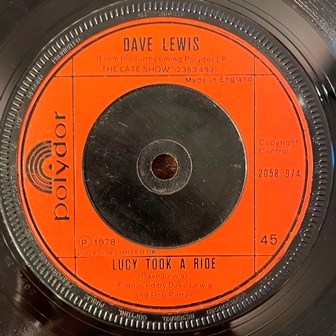 DAVE LEWIS
(From the forthcoming Polydor LP
"THE LATE SHOW" 2383 493)
Made in England
polydor
Copyright
Control
2058 974
℗ 1978
45
LUCY TOOK A RIDE
(Dave Lewis)
Produced by Dave Lewis
and Bob Potter